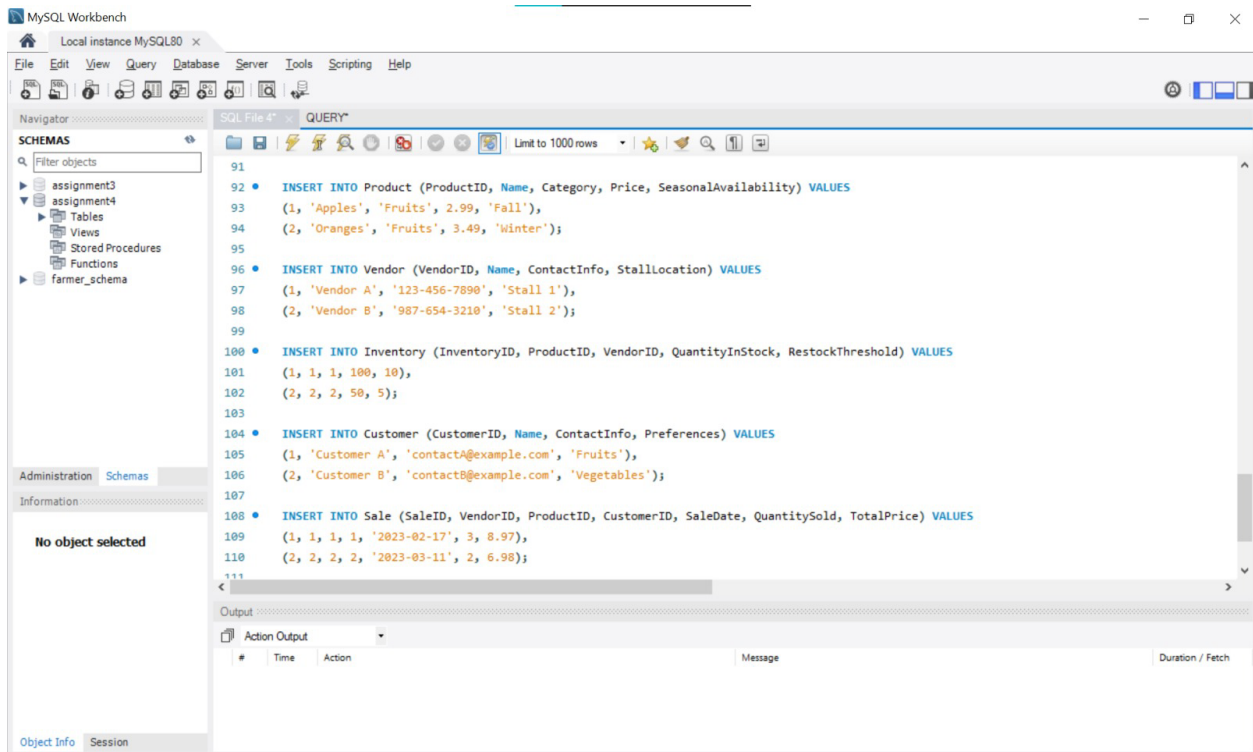 MySQL Workbench
Local instance MySQL80
File Edit View Query Database Server Tools Scripting Help
Navigator
SQL File 4* QUERY*
SCHEMAS
Limit to 1000 rows
Filter objects
assignment3
assignment4
Tables
Views
Stored Procedures
Functions
farmer_schema
Administration Schemas
Information
No object selected
Object Info Session
91
92 INSERT INTO Product (ProductID, Name, Category, Price, SeasonalAvailability) VALUES
93 (1, 'Apples', 'Fruits', 2.99, 'Fall'),
94 (2, 'Oranges', 'Fruits', 3.49, 'Winter');
95
96 INSERT INTO Vendor (VendorID, Name, ContactInfo, StallLocation) VALUES
97 (1, 'Vendor A', '123-456-7890', 'Stall 1'),
98 (2, 'Vendor B', '987-654-3210', 'Stall 2');
99
100 INSERT INTO Inventory (InventoryID, ProductID, VendorID, QuantityInStock, RestockThreshold) VALUES
101 (1, 1, 1, 100, 10),
102 (2, 2, 2, 50, 5);
103
104 INSERT INTO Customer (CustomerID, Name, ContactInfo, Preferences) VALUES
105 (1, 'Customer A', 'contactA@example.com', 'Fruits'),
106 (2, 'Customer B', 'contactB@example.com', 'Vegetables');
107
108 INSERT INTO Sale (SaleID, VendorID, ProductID, CustomerID, SaleDate, QuantitySold, TotalPrice) VALUES
109 (1, 1, 1, 1, '2023-02-17', 3, 8.97),
110 (2, 2, 2, 2, '2023-03-11', 2, 6.98);
111
Output
Action Output
# Time Action Message Duration / Fetch